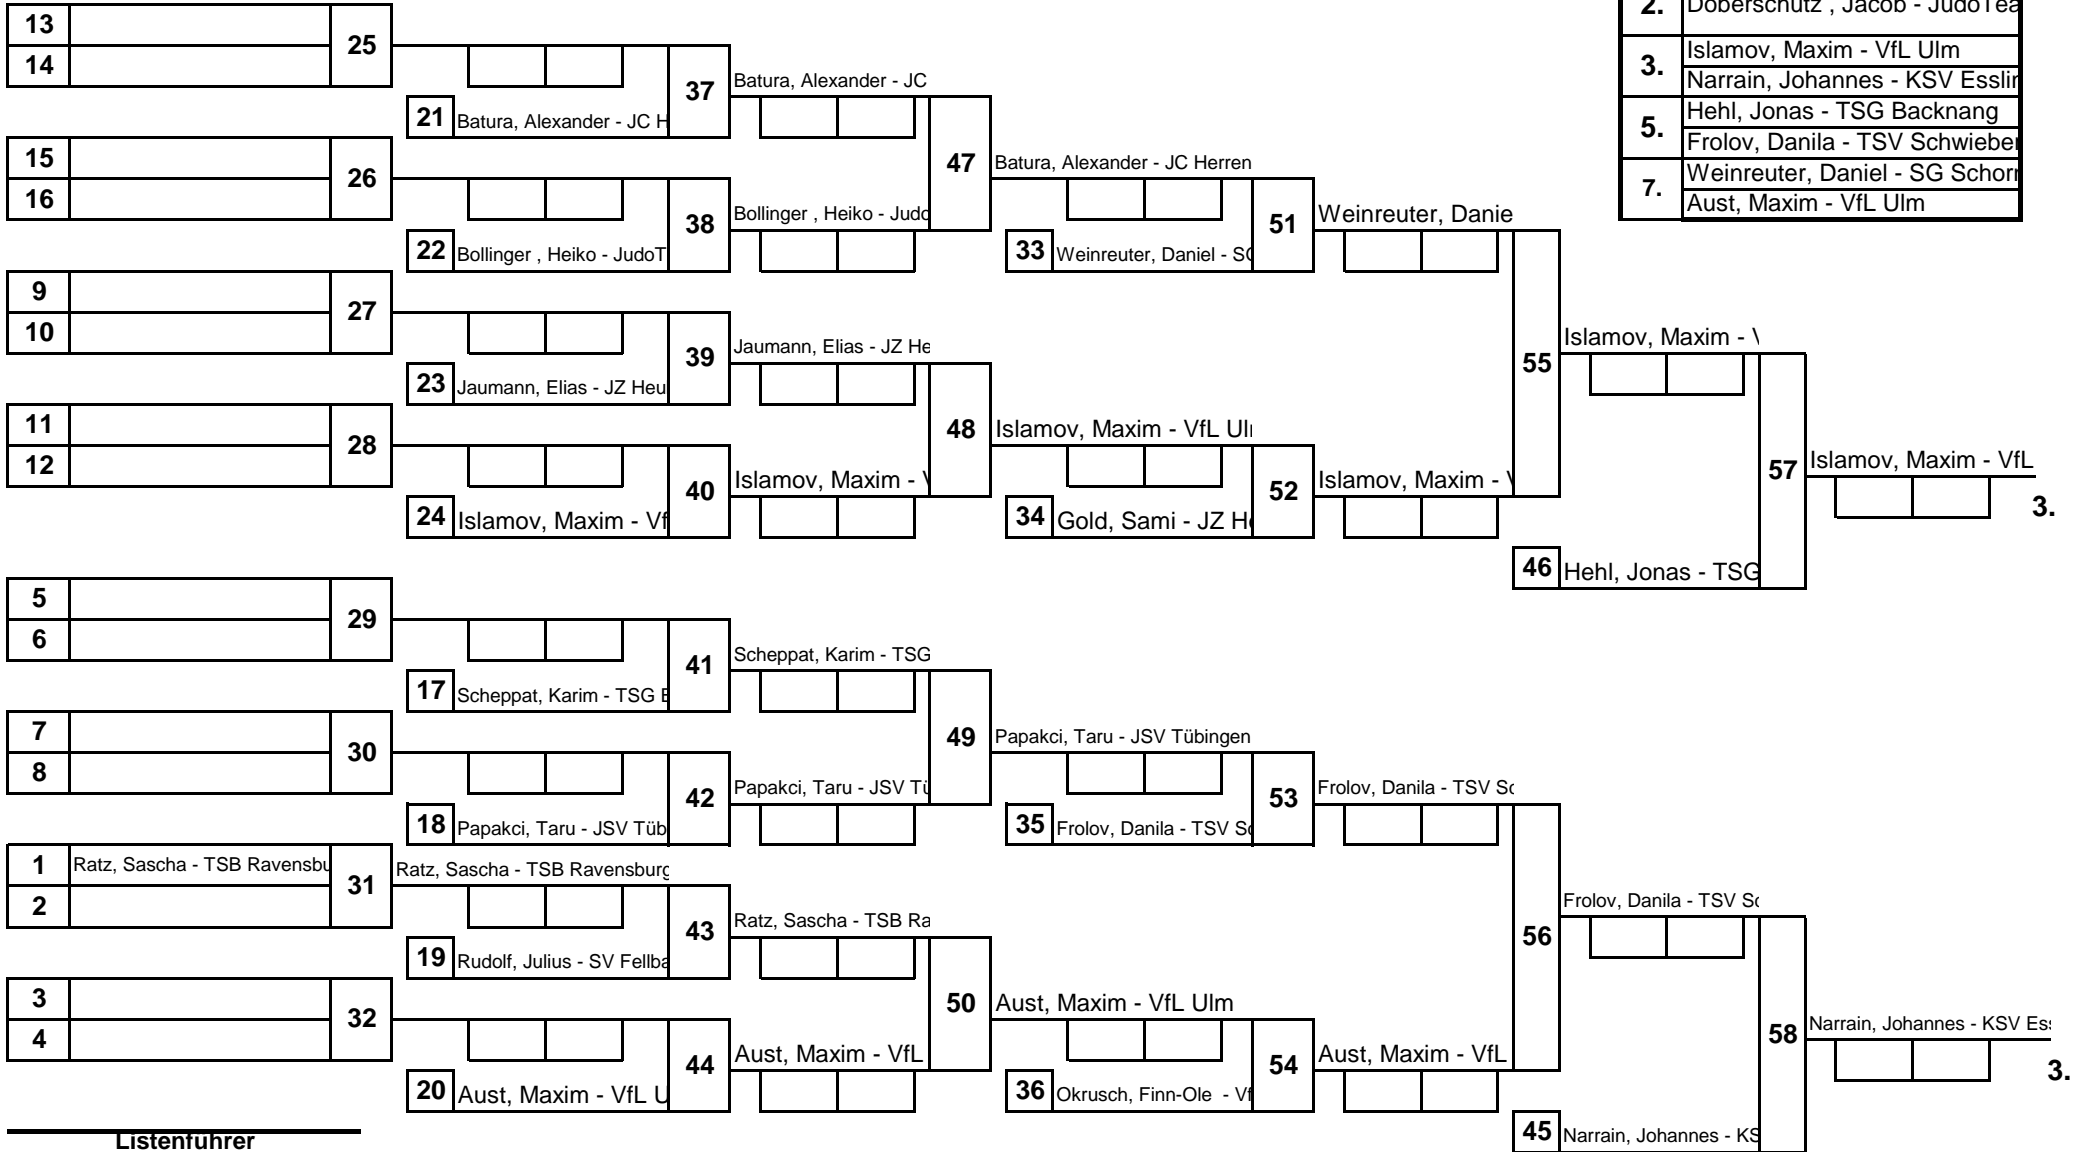 13
14
25
21 Batura, Alexander - JC H
37
Batura, Alexander - JC
15
16
26
22 Bollinger , Heiko - JudoT
38
Bollinger , Heiko - Judo
47
Batura, Alexander - JC Herren
33 Weinreuter, Daniel - SG
51
Weinreuter, Danie
9
10
27
23 Jaumann, Elias - JZ Heu
39
Jaumann, Elias - JZ He
11
12
28
24 Islamov, Maxim - Vf
40
Islamov, Maxim - V
48
Islamov, Maxim - VfL Ul
34 Gold, Sami - JZ He
52
Islamov, Maxim - V
55
Islamov, Maxim - V
46 Hehl, Jonas - TSG
57
Islamov, Maxim - VfL
3.
5
6
29
17 Scheppat, Karim - TSG B
41
Scheppat, Karim - TSG
7
8
30
18 Papakci, Taru - JSV Tüb
42
Papakci, Taru - JSV Tü
49
Papakci, Taru - JSV Tübingen
35 Frolov, Danila - TSV Sc
53
Frolov, Danila - TSV Sc
1 Ratz, Sascha - TSB Ravensbu
2
31
Ratz, Sascha - TSB Ravensburg
19 Rudolf, Julius - SV Fellba
43
Ratz, Sascha - TSB Ra
3
4
32
20 Aust, Maxim - VfL U
44
Aust, Maxim - VfL
50
Aust, Maxim - VfL Ulm
36 Okrusch, Finn-Ole - Vf
54
Aust, Maxim - VfL
56
Frolov, Danila - TSV Sc
45 Narrain, Johannes - KS
58
Narrain, Johannes - KSV Es
3.
2. Doberschütz , Jacob - JudoTea
3. Islamov, Maxim - VfL Ulm
Narrain, Johannes - KSV Esslin
5. Hehl, Jonas - TSG Backnang
Frolov, Danila - TSV Schwieber
7. Weinreuter, Daniel - SG Schorn
Aust, Maxim - VfL Ulm
Listenführer